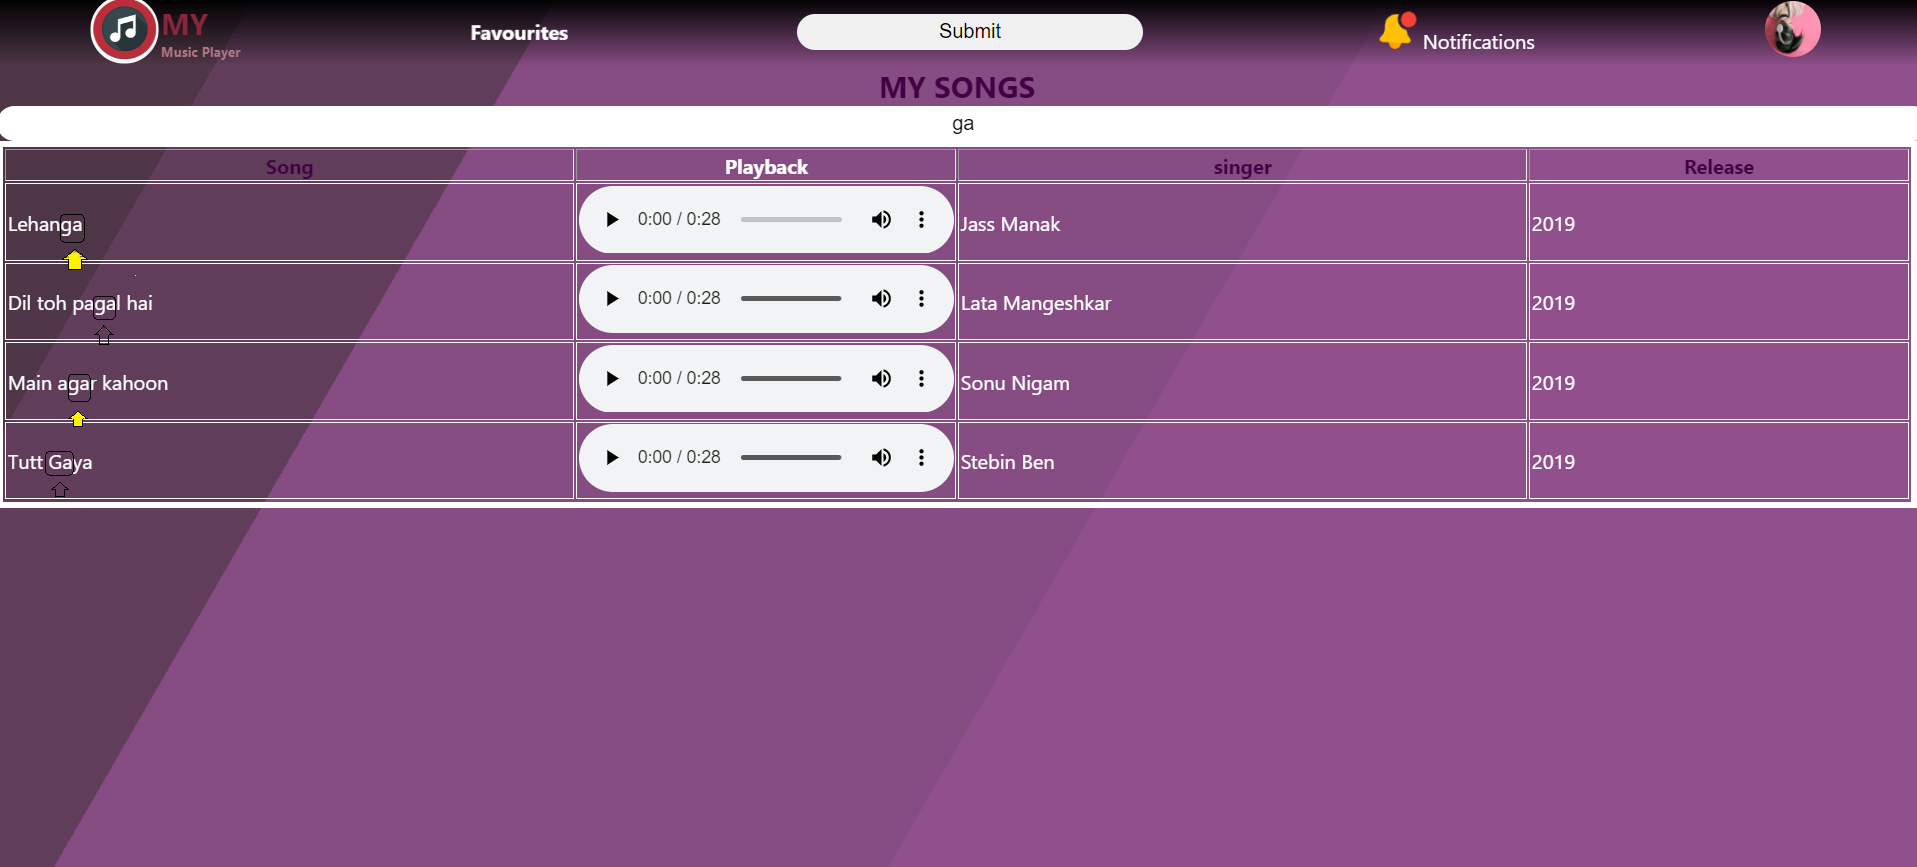 MY
Music Player
Favourites
Submit
Notifications
MY SONGS
ga
Song Playback singer Release
Lehanga 0:00 / 0:28 Jass Manak 2019
Dil toh pagal hai 0:00 / 0:28 Lata Mangeshkar 2019
Main agar kahoon 0:00 / 0:28 Sonu Nigam 2019
Tutt Gaya 0:00 / 0:28 Stebin Ben 2019